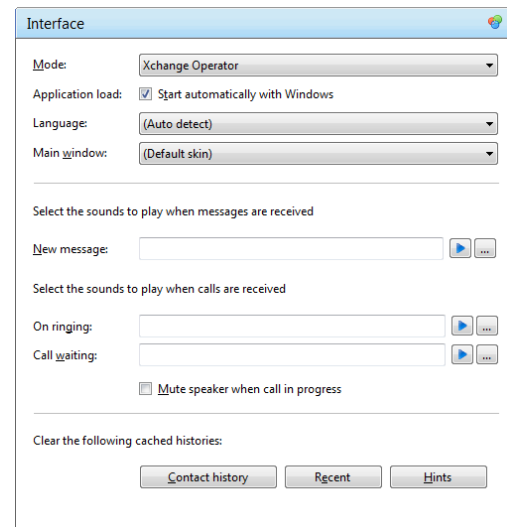 Interface
Mode: Xchange Operator
Application load: Start automatically with Windows
Language: (Auto detect)
Main window: (Default skin)
Select the sounds to play when messages are received
New message: ...
Select the sounds to play when calls are received
On ringing: ...
Call waiting: ...
Mute speaker when call in progress
Clear the following cached histories:
Contact history Recent Hints